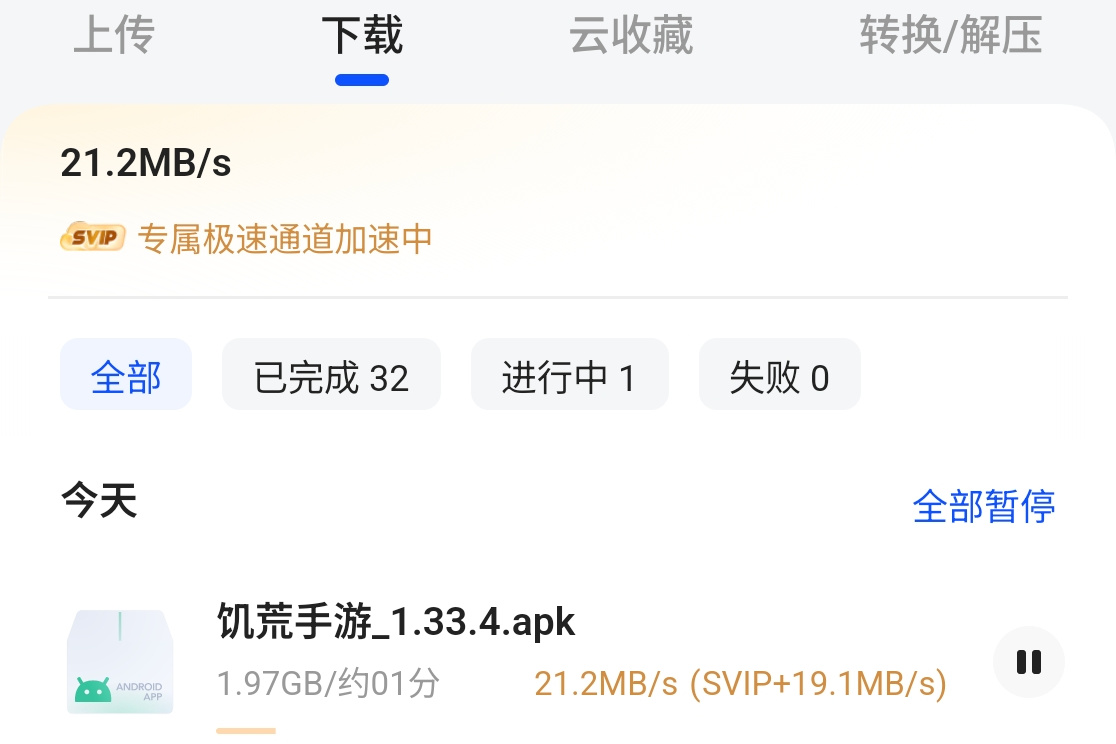 上传 下载 云收藏 转换/解压
21.2MB/s
SVIP 专属极速通道加速中
全部 已完成 32 进行中 1 失败 0
今天 全部暂停
饥荒手游_1.33.4.apk
1.97GB/约01分 21.2MB/s (SVIP+19.1MB/s)
ANDROID
APP